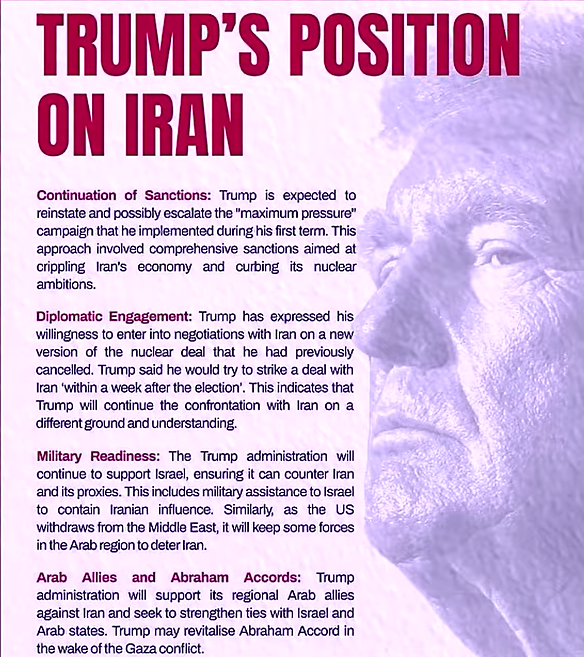 TRUMP'S POSITION
ON IRAN
Continuation of Sanctions: Trump is expected to
reinstate and possibly escalate the "maximum pressure"
campaign that he implemented during his first term. This
approach involved comprehensive sanctions aimed at
crippling Iran's economy and curbing its nuclear
ambitions.
Diplomatic Engagement: Trump has expressed his
willingness to enter into negotiations with Iran on a new
version of the nuclear deal that he had previously
cancelled. Trump said he would try to strike a deal with
Iran 'within a week after the election'. This indicates that
Trump will continue the confrontation with Iran on a
different ground and understanding.
Military Readiness: The Trump administration will
continue to support Israel, ensuring it can counter Iran
and its proxies. This includes military assistance to Israel
to contain Iranian influence. Similarly, as the US
withdraws from the Middle East, it will keep some forces
in the Arab region to deter Iran.
Arab Allies and Abraham Accords: Trump
administration will support its regional Arab allies
against Iran and seek to strengthen ties with Israel and
Arab states. Trump may revitalise Abraham Accord in
the wake of the Gaza conflict.